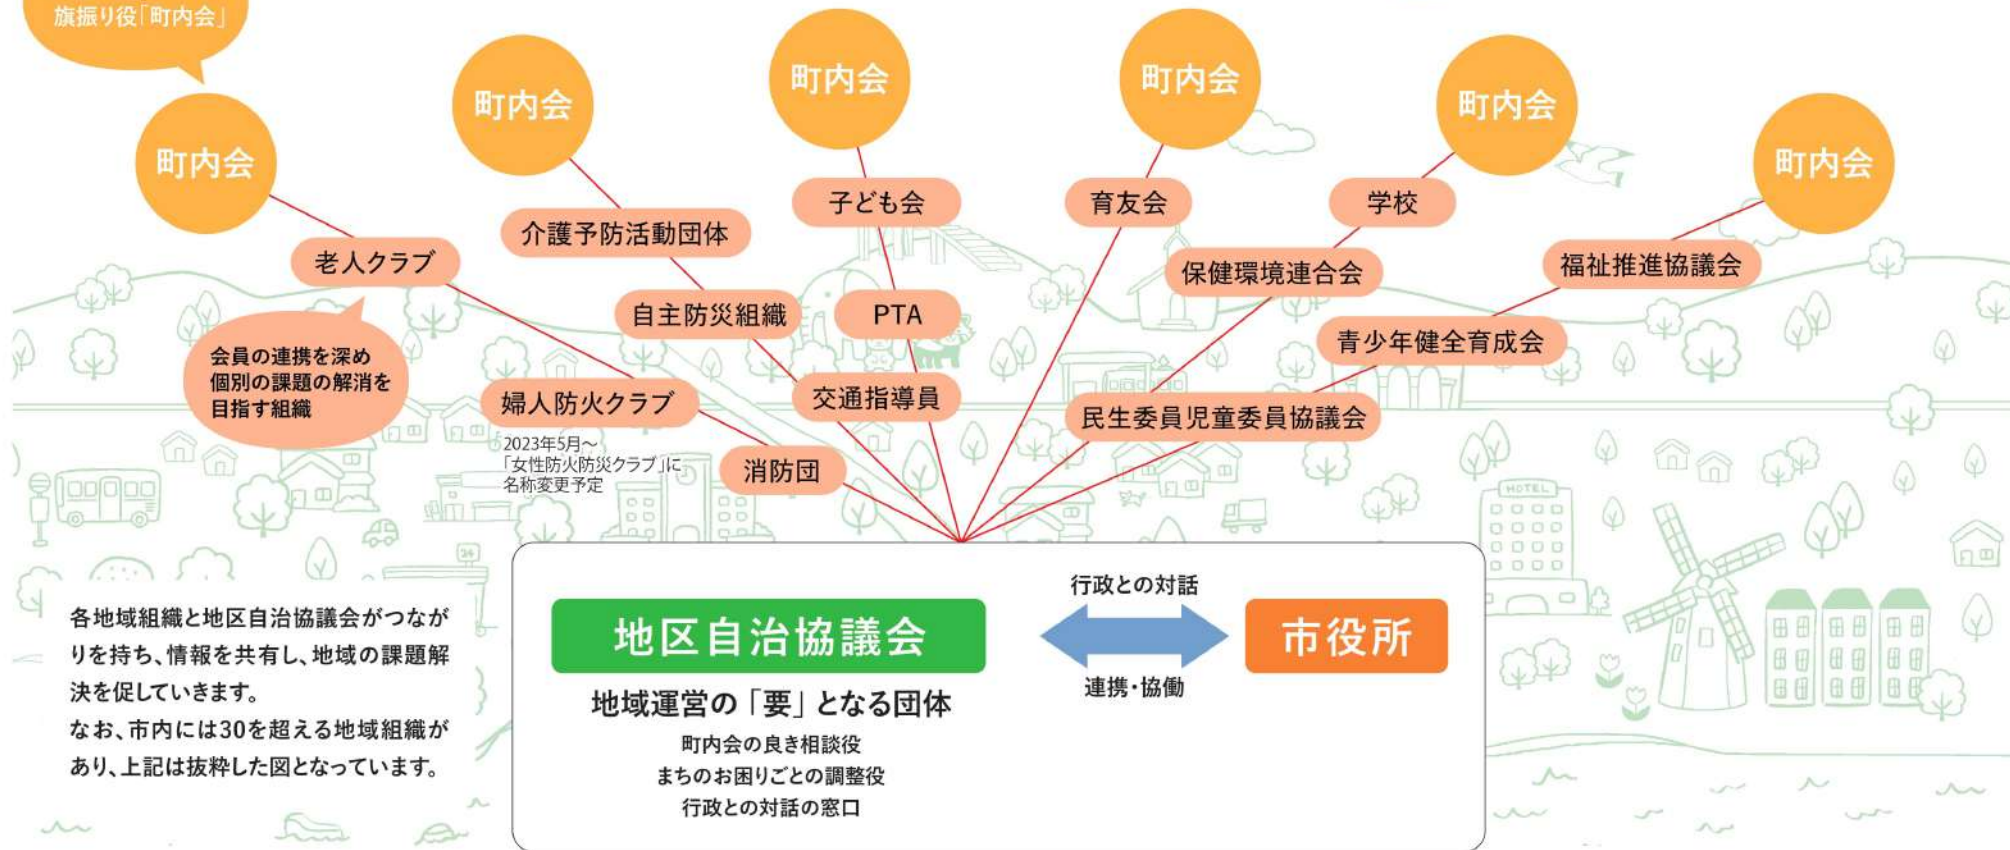 旗振り役「町内会」
町内会
町内会
町内会
町内会
町内会
町内会
老人クラブ
介護予防活動団体
子ども会
育友会
学校
福祉推進協議会
自主防災組織
PTA
保健環境連合会
青少年健全育成会
会員の連携を深め
個別の課題の解消を
目指す組織
婦人防火クラブ
2023年5月～
「女性防火防災クラブ」に
名称変更予定
交通指導員
民生委員児童委員協議会
消防団
HOTEL
24
各地域組織と地区自治協議会がつなが
りを持ち、情報を共有し、地域の課題解
決を促していきます。
なお、市内には30を超える地域組織が
あり、上記は抜粋した図となっています。
地区自治協議会
地域運営の「要」となる団体
町内会の良き相談役
まちのお困りごとの調整役
行政との対話の窓口
行政との対話
連携・協働
市役所